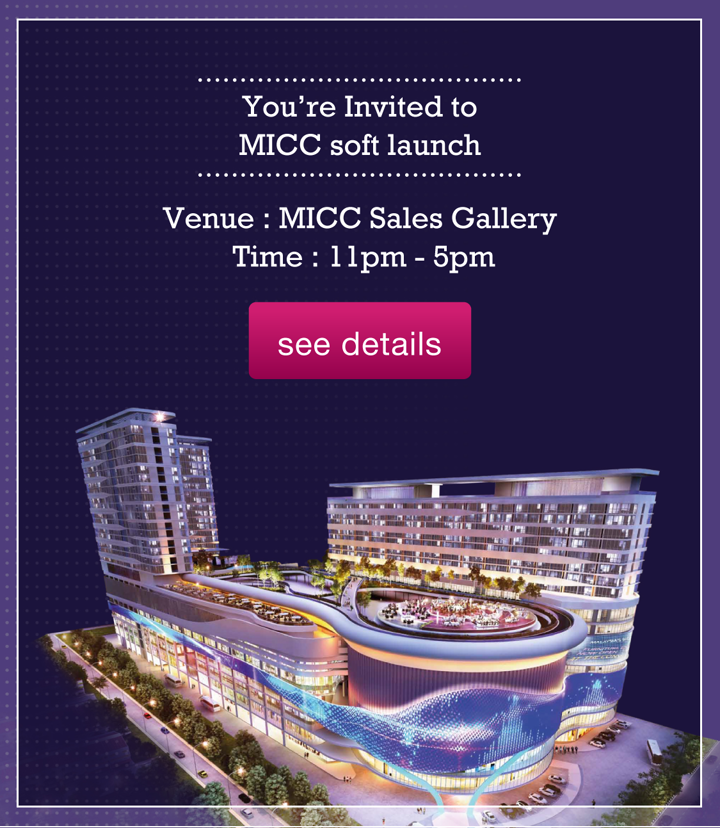 You’re Invited to
MICC soft launch
Venue : MICC Sales Gallery
Time : 11pm - 5pm
see details